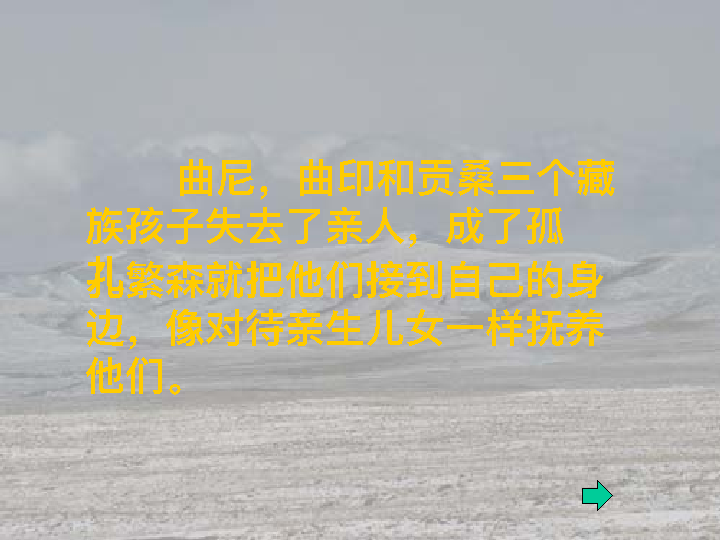 曲尼，曲印和贡桑三个藏
族孩子失去了亲人，成了孤
孔繁森就把他们接到自己的身
边，像对待亲生儿女一样抚养
他们。